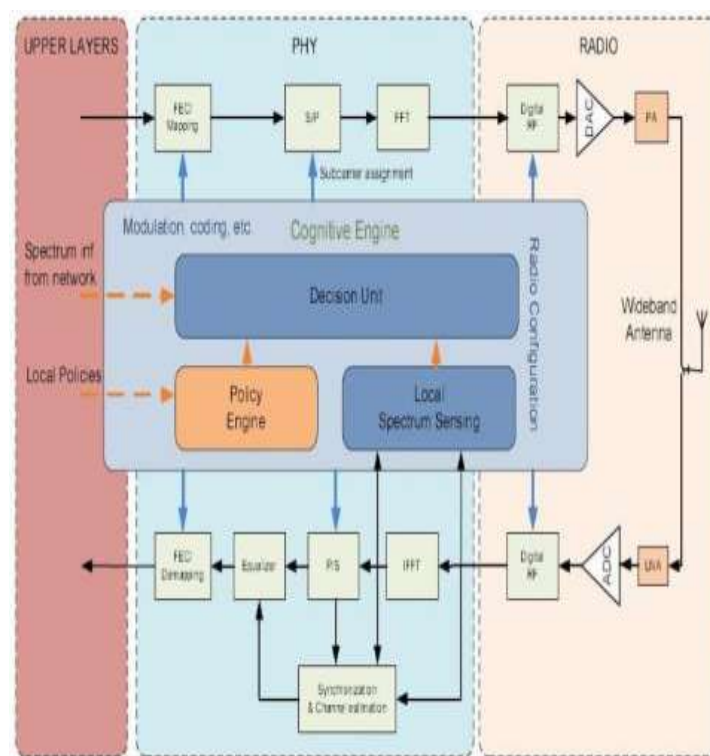 UPPER LAYERS
PHY
RADIO
FEC/
Mapping
S/P
FFT
Digital
RF
DAC
PA
Subcarrier assignment
Modulation, coding, etc.
Cognitive Engine
Spectrum inf
from network
Decision Unit
Radio Configuration
Wideband
Antenna
Local Policies
Policy
Engine
Local
Spectrum Sensing
FEC/
Demapping
Equalizer
P/S
IFFT
Digital
RF
ADC
Synchronization
& Channel estimation